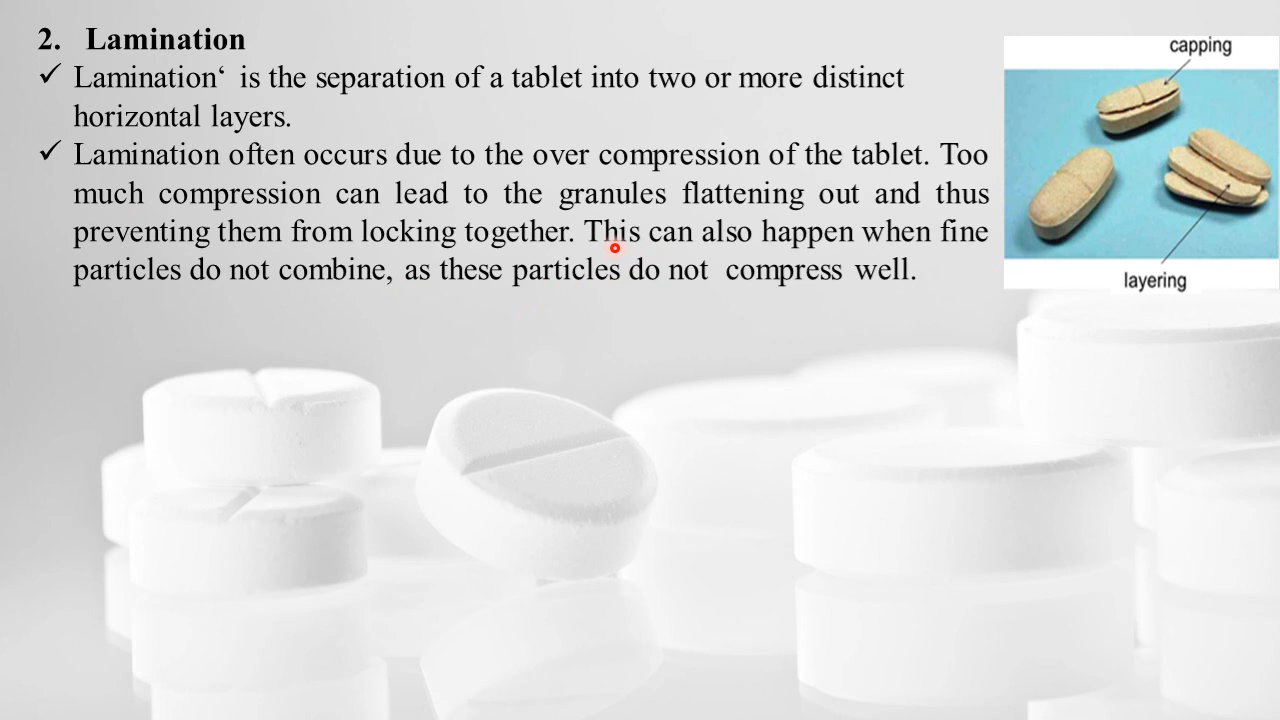 2. Lamination
✓ Lamination‘ is the separation of a tablet into two or more distinct
horizontal layers.
✓ Lamination often occurs due to the over compression of the tablet. Too
much compression can lead to the granules flattening out and thus
preventing them from locking together. This can also happen when fine
particles do not combine, as these particles do not compress well.
capping
layering